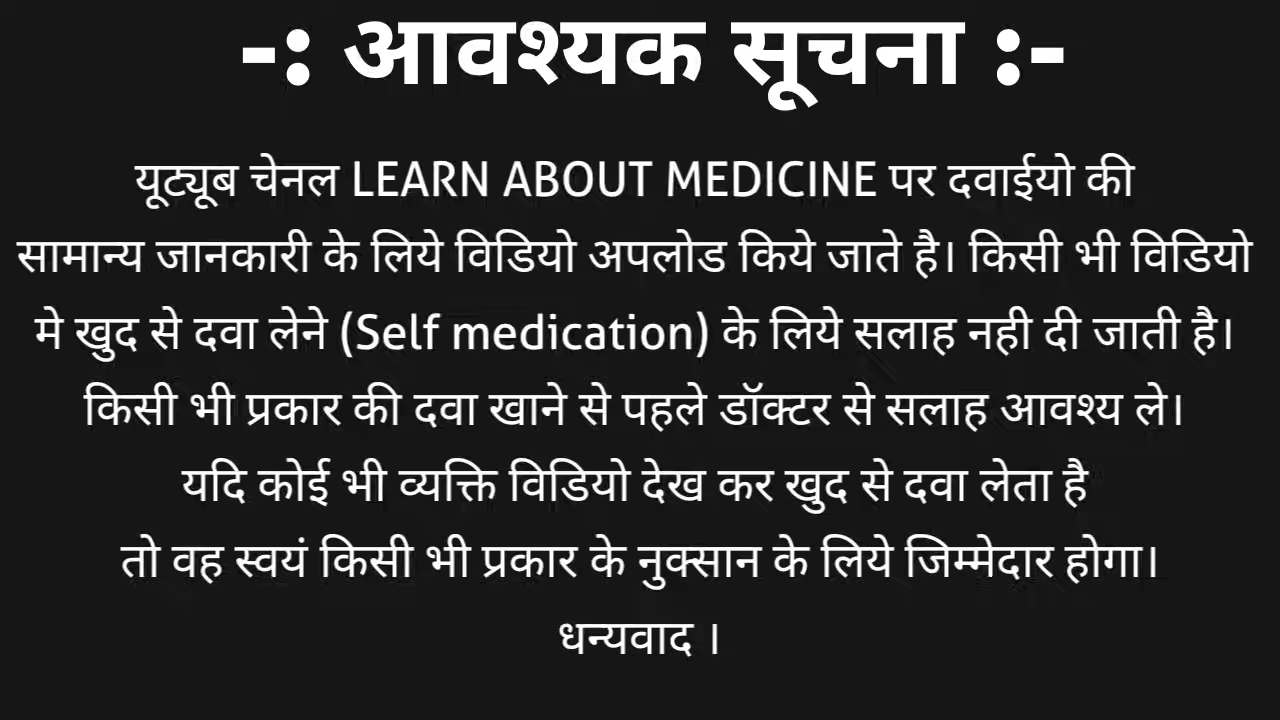 -: आवश्यक सूचना :-
यूट्यूब चेनल LEARN ABOUT MEDICINE पर दवाईयो की
सामान्य जानकारी के लिये विडियो अपलोड किये जाते है। किसी भी विडियो
मे खुद से दवा लेने (Self medication) के लिये सलाह नही दी जाती है।
किसी भी प्रकार की दवा खाने से पहले डॉक्टर से सलाह आवश्य ले।
यदि कोई भी व्यक्ति विडियो देख कर खुद से दवा लेता है
तो वह स्वयं किसी भी प्रकार के नुक्सान के लिये जिम्मेदार होगा।
धन्यवाद ।